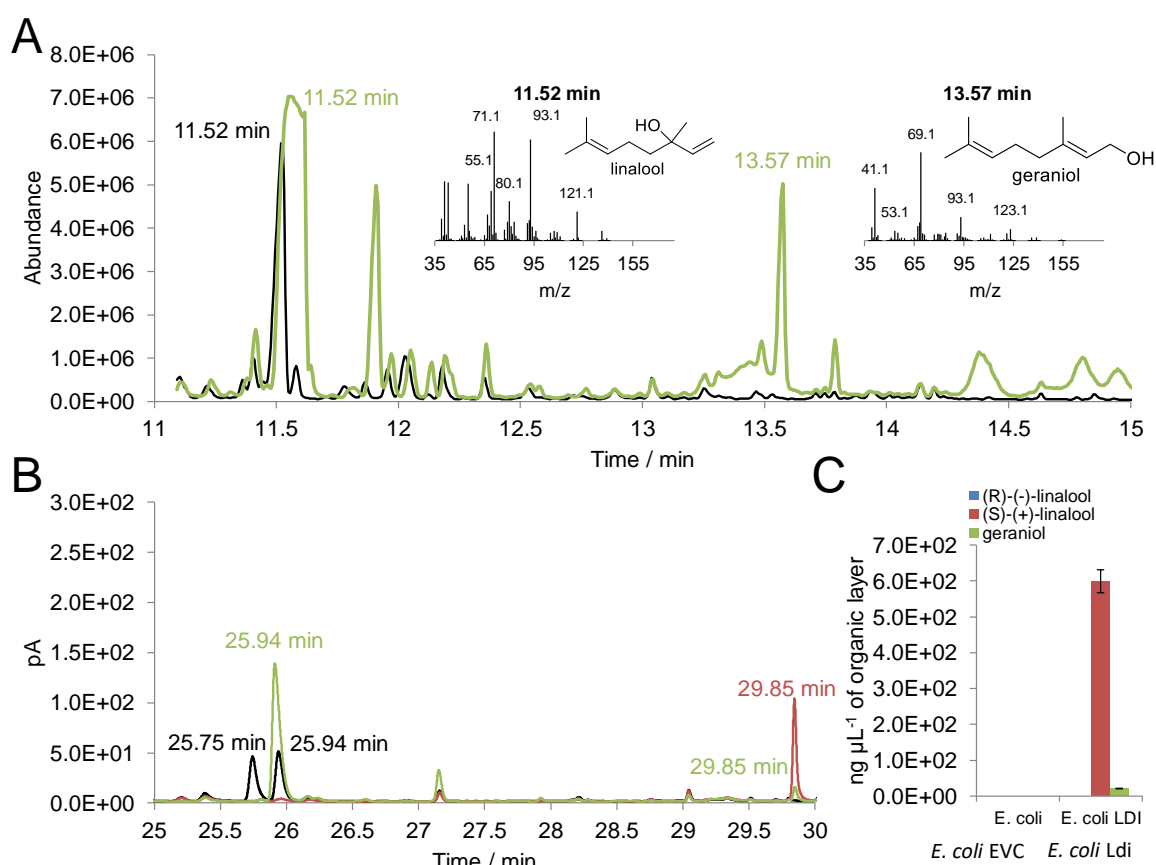 A
8.0E+06
7.0E+06
6.0E+06
5.0E+06
4.0E+06
3.0E+06
2.0E+06
1.0E+06
0.0E+00
Abundance
11.52 min
11.52 min
13.57 min
11.52 min
71.1
93.1
55.1
80.1
121.1
HO
linalool
35 65 95 125 155
m/z
13.57 min
69.1
41.1
53.1
93.1
123.1
OH
geraniol
35 65 95 125 155
m/z
11 11.5 12 12.5 13 13.5 14 14.5 15
Time / min
B
3.0E+02
2.5E+02
2.0E+02
1.5E+02
1.0E+02
5.0E+01
0.0E+00
pA
25.94 min
25.75 min
25.94 min
29.85 min
29.85 min
25 25.5 26 26.5 27 27.5 28 28.5 29 29.5 30
Time / min
C
(R)-(-)-linalool
(S)-(+)-linalool
geraniol
7.0E+02
6.0E+02
5.0E+02
4.0E+02
3.0E+02
2.0E+02
1.0E+02
0.0E+00
ng µL-1 of organic layer
E. coli E. coli LDI
E. coli EVC E. coli Ldi